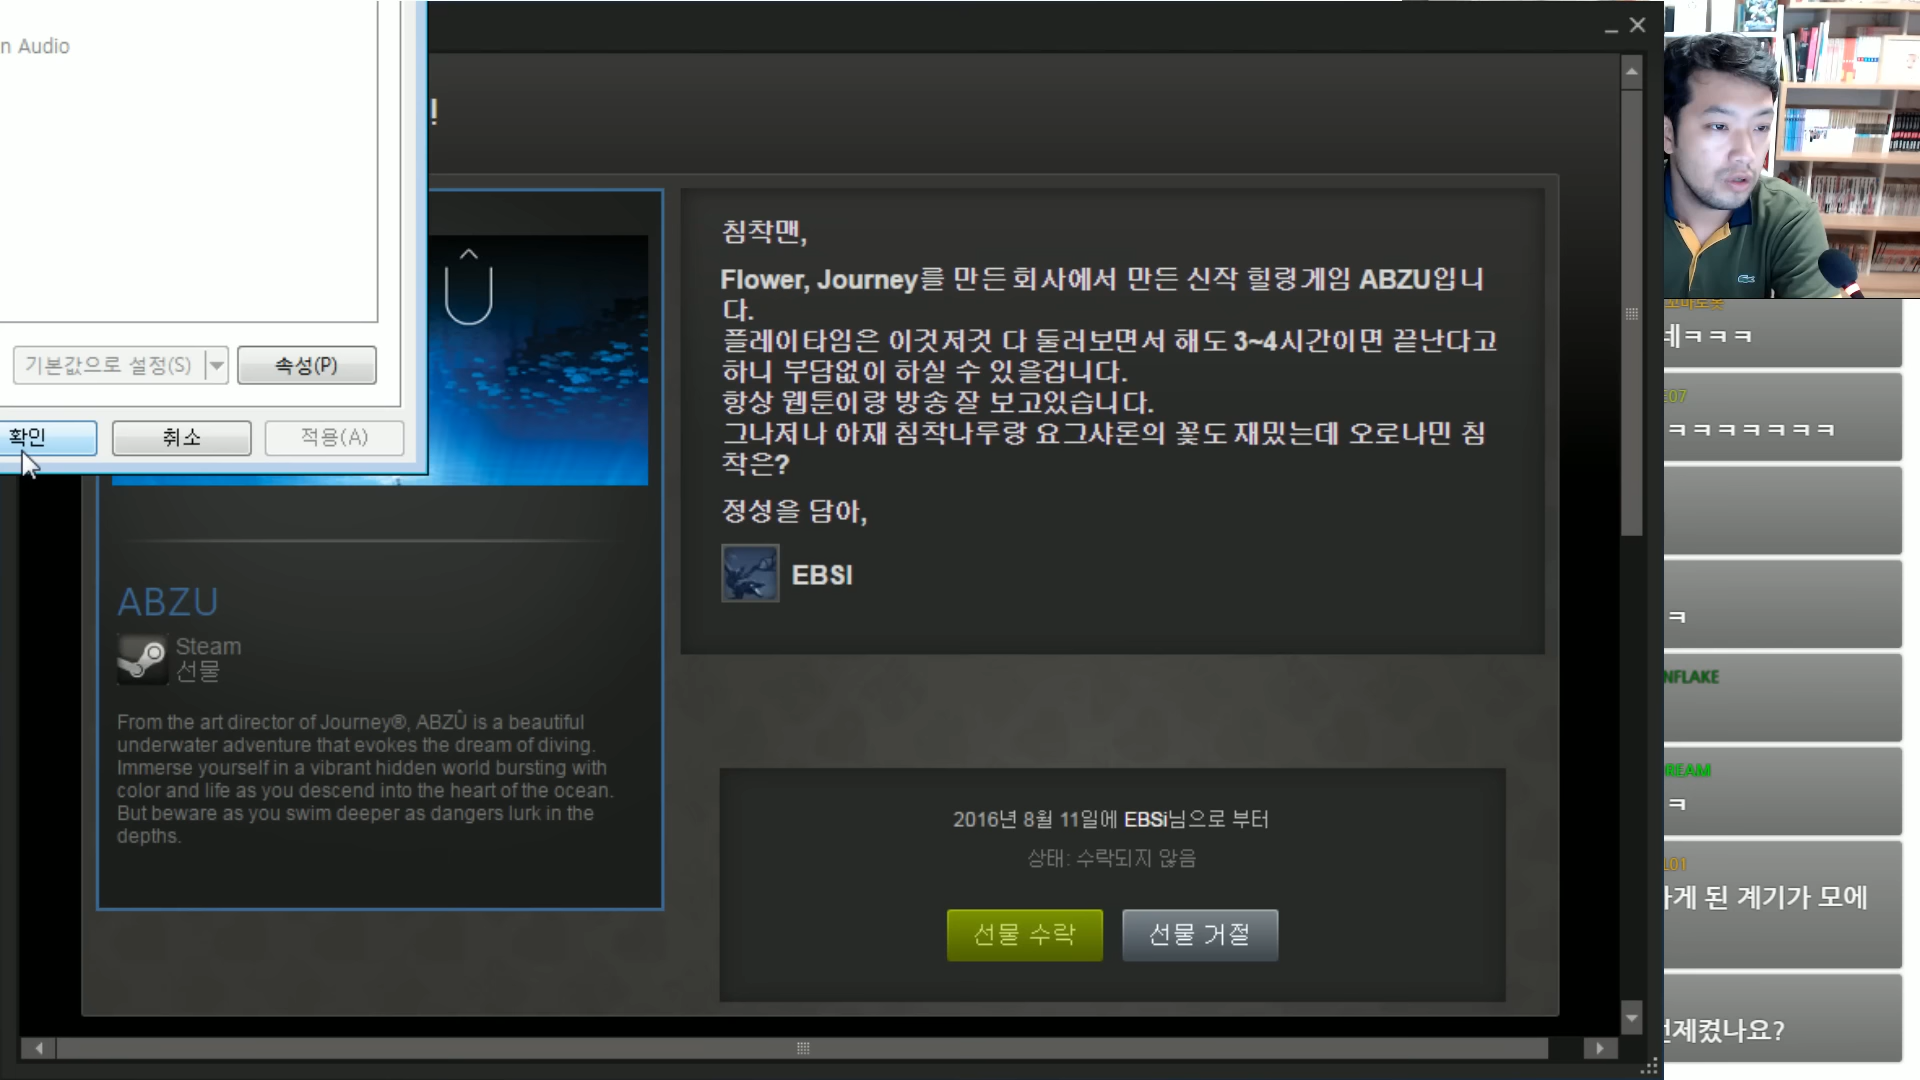 n Audio
기본값으로 설정(S)
속성(P)
확인
취소
적용(A)
!
침착맨,
Flower, Journey를 만든 회사에서 만든 신작 힐령게임 ABZU입니
다.
플레이타임은 이것저것 다 둘러보면서 해도 3~4시간이면 끝난다고
하니 부담없이 하실 수 있을겁니다.
항상 웹툰이랑 방송 잘 보고있습니다.
그나저나 아재 침착나루랑 요그샤론의 꽃도 재밌는데 오로나민 침
착은?
정성을 담아,
EBSI
ABZU
Steam
선물
From the art director of Journey®, ABZÛ is a beautiful
underwater adventure that evokes the dream of diving.
Immerse yourself in a vibrant hidden world bursting with
color and life as you descend into the heart of the ocean.
But beware as you swim deeper as dangers lurk in the
depths.
2016년 8월 11일에 EBSi님으로 부터
상태: 수락되지 않음
선물 수락
선물 거절
네ㅋㅋㅋ
E07
ㅋㅋㅋㅋㅋㅋㅋ
ㅋ
NFLAKE
REAM
ㅋ
L01
하게 된 계기가 모에
언제켰나요?